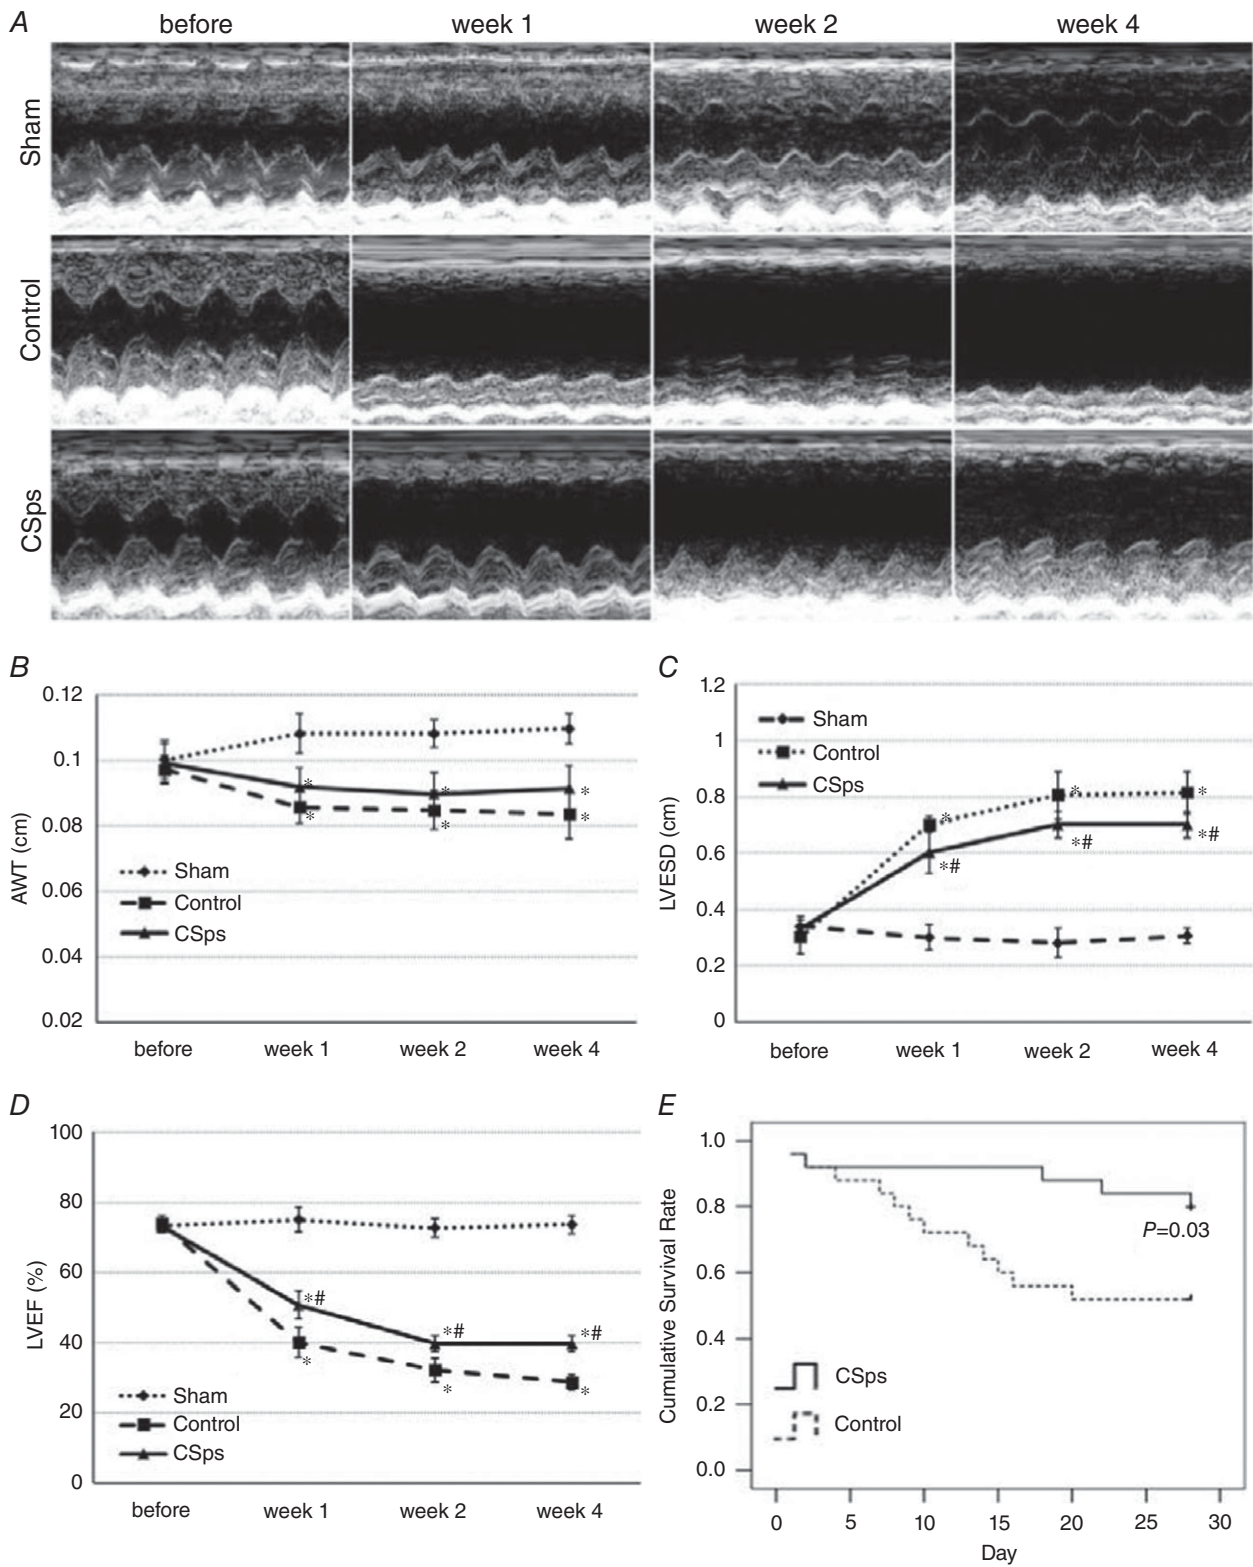 A before week 1 week 2 week 4
Sham
Control
CSps
B
0.12
0.1
0.08
0.06
0.04
0.02
AWT (cm)
*
*
*
*
*
*
Sham
Control
CSps
before week 1 week 2 week 4
C
1.2
1
0.8
0.6
0.4
0.2
0
LVESD (cm)
Sham
Control
CSps
*
*
*
*#
*#
*#
before week 1 week 2 week 4
D
100
80
60
40
20
0
LVEF (%)
*#
*#
*#
*
*
*
Sham
Control
CSps
before week 1 week 2 week 4
E
1.0
0.8
0.6
0.4
0.2
0.0
Cumulative Survival Rate
P=0.03
CSps
Control
0 5 10 15 20 25 30
Day